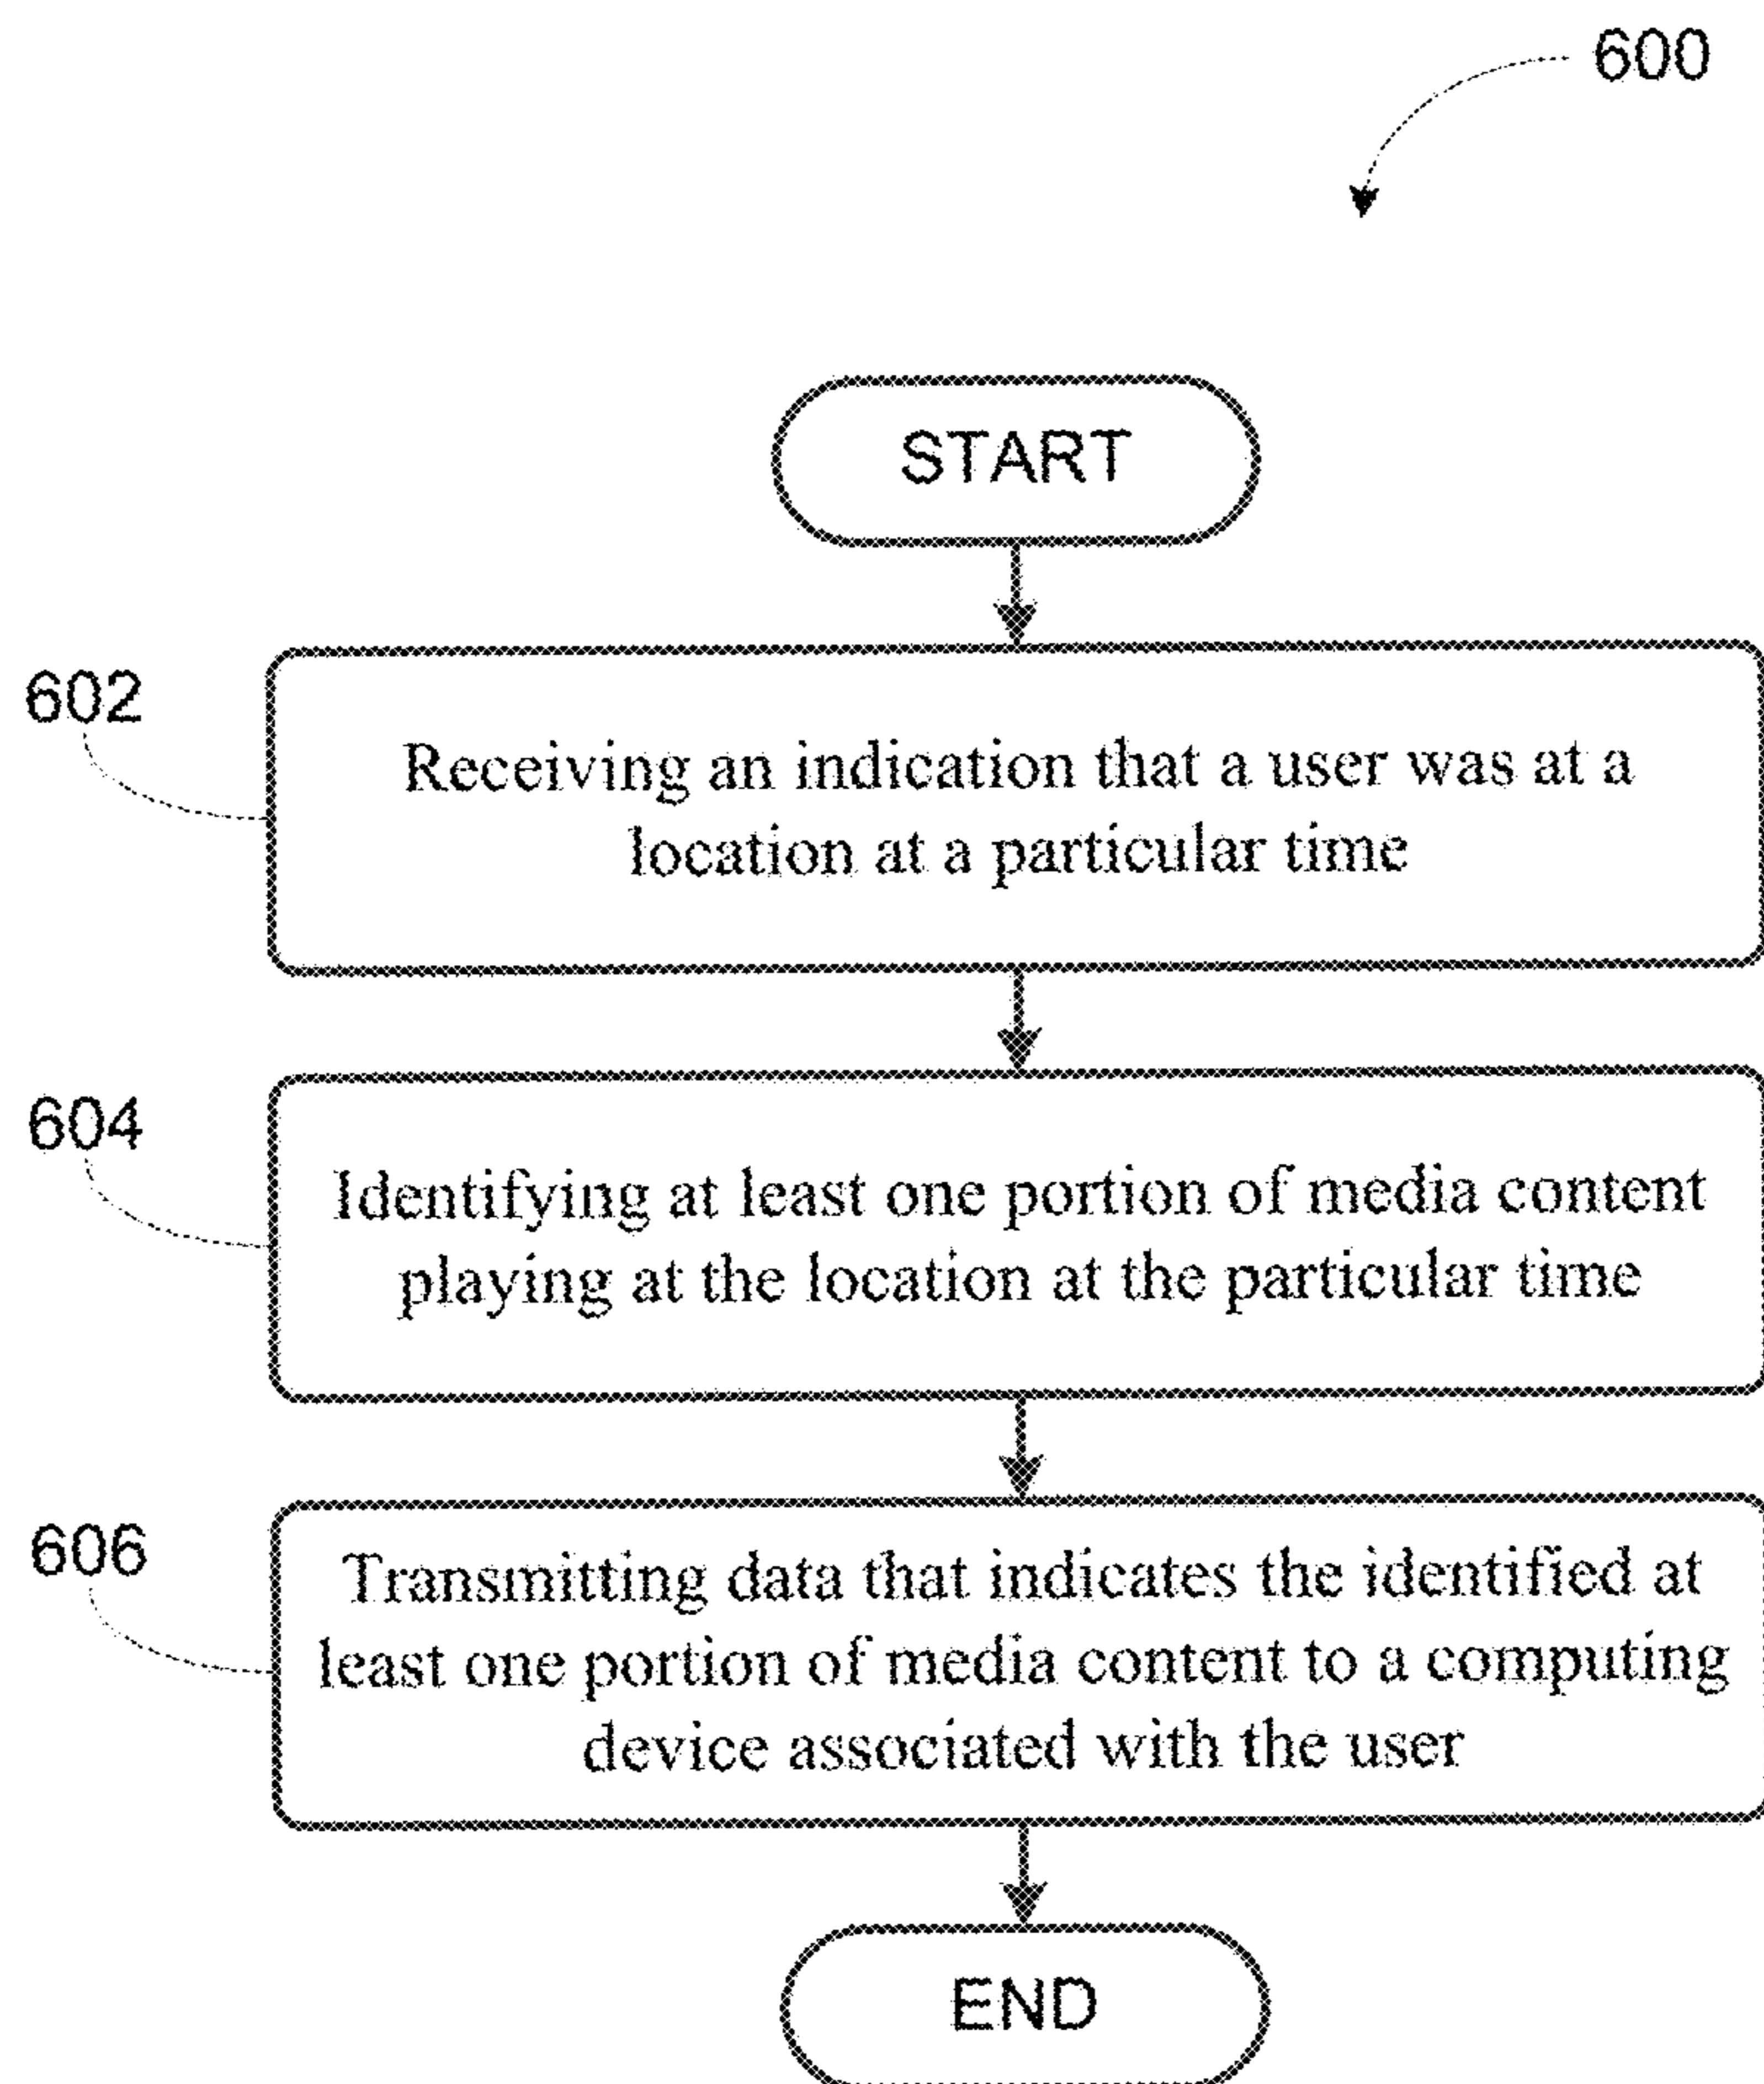 600
START
602
Receiving an indication that a user was at a
location at a particular time
604
Identifying at least one portion of media content
playing at the location at the particular time
606
Transmitting data that indicates the identified at
least one portion of media content to a computing
device associated with the user
END